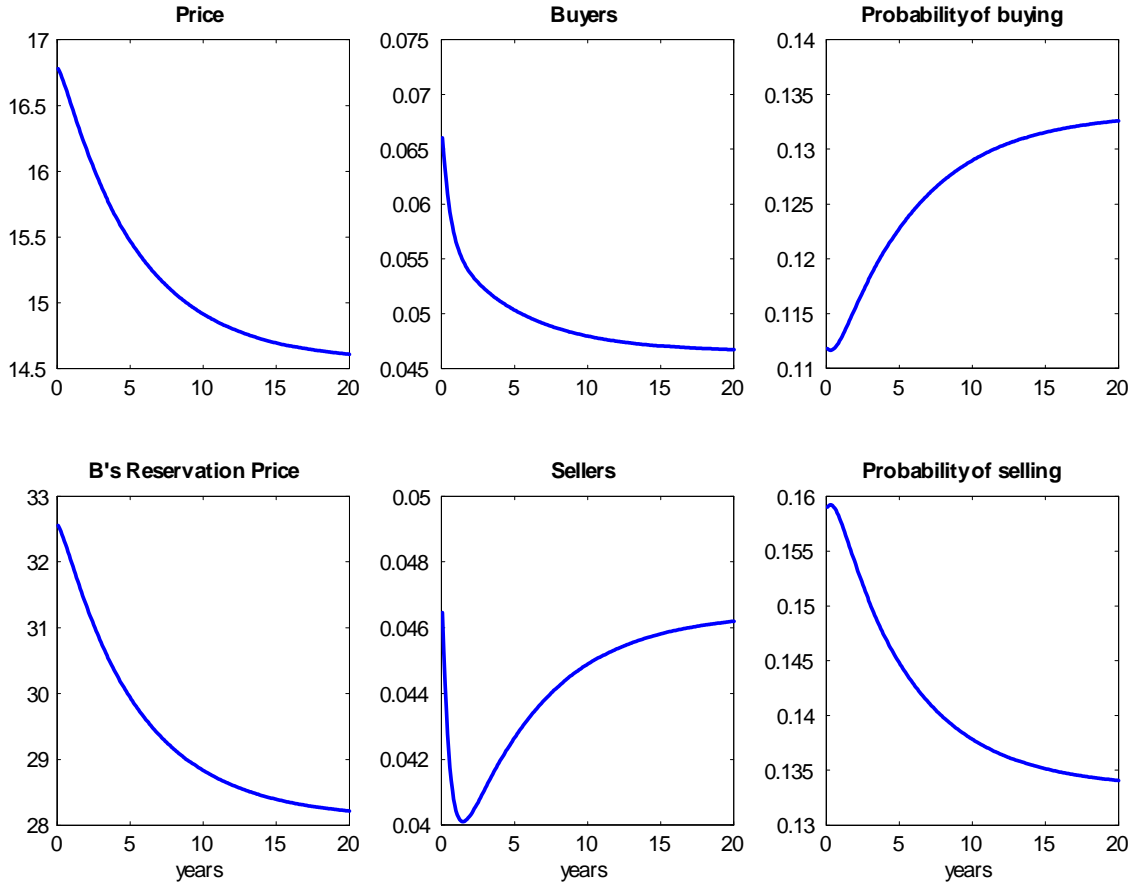 Price
17
16.5
16
15.5
15
14.5
0 5 10 15 20
Buyers
0.075
0.07
0.065
0.06
0.055
0.05
0.045
0 5 10 15 20
Probability of buying
0.14
0.135
0.13
0.125
0.12
0.115
0.11
0 5 10 15 20
B's Reservation Price
33
32
31
30
29
28
0 5 10 15 20
years
Sellers
0.05
0.048
0.046
0.044
0.042
0.04
0 5 10 15 20
years
Probability of selling
0.16
0.155
0.15
0.145
0.14
0.135
0.13
0 5 10 15 20
years